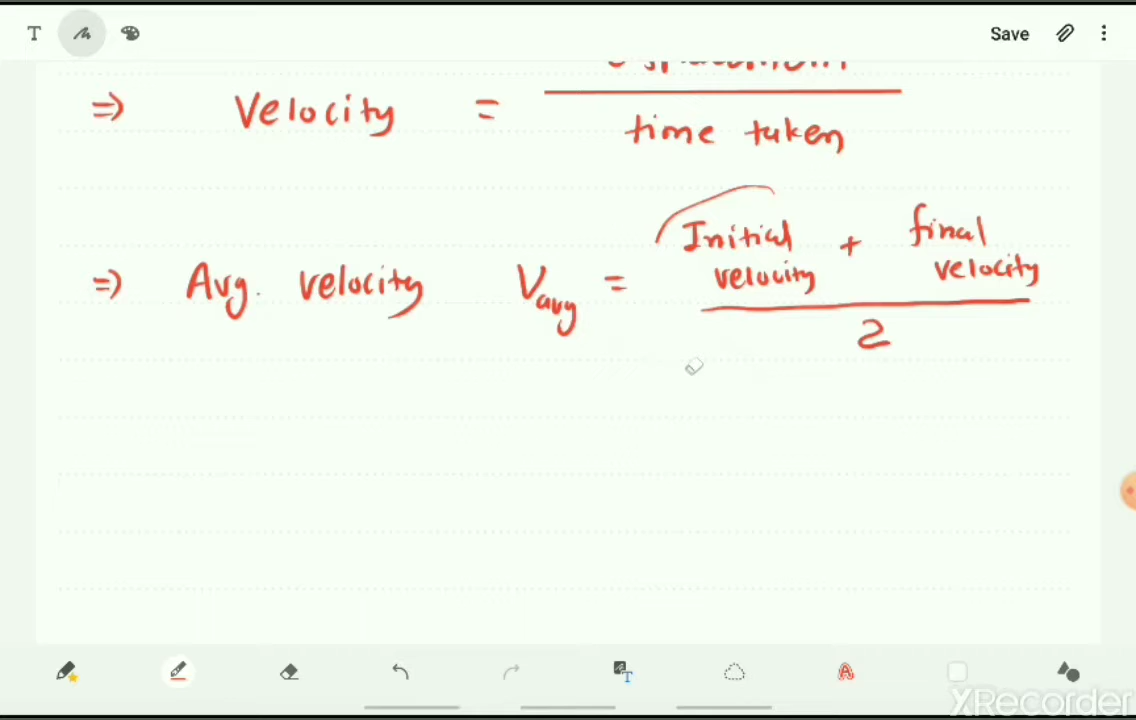 T Save
⇒ Velocity =
time taken
Initial + final
velocity velocity
⇒ Avg. velocity Vavg =
2
XRecorder